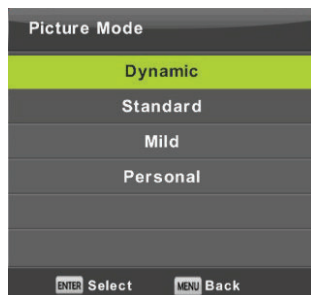 Picture Mode
Dynamic
Standard
Mild
Personal
ENTER Select MENU Back